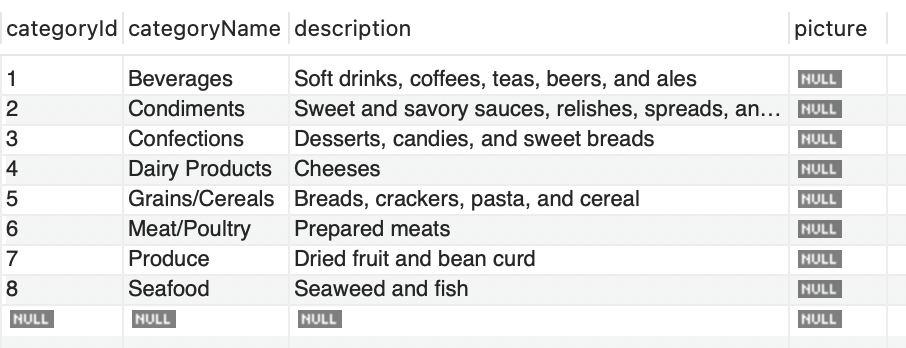 categoryId categoryName description picture
1 Beverages Soft drinks, coffees, teas, beers, and ales NULL
2 Condiments Sweet and savory sauces, relishes, spreads, an... NULL
3 Confections Desserts, candies, and sweet breads NULL
4 Dairy Products Cheeses NULL
5 Grains/Cereals Breads, crackers, pasta, and cereal NULL
6 Meat/Poultry Prepared meats NULL
7 Produce Dried fruit and bean curd NULL
8 Seafood Seaweed and fish NULL
NULL NULL NULL NULL